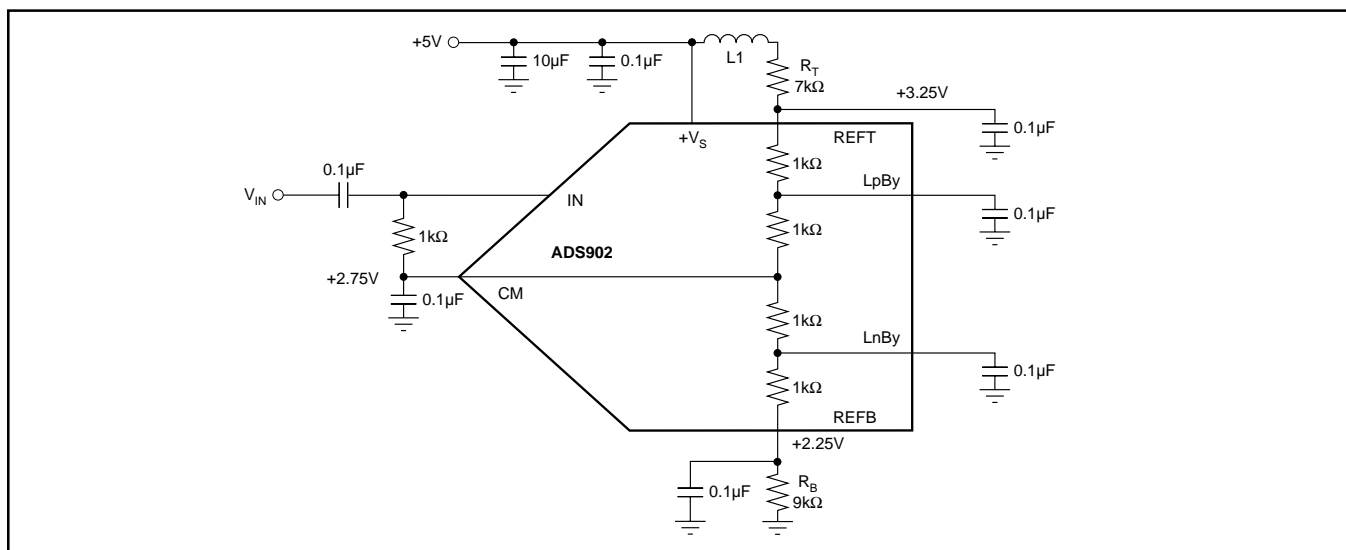 +5V
10µF
0.1µF
L1
R_T
7kΩ
+3.25V
0.1µF
+V_S
REFT
1kΩ
LpBy
0.1µF
0.1µF
V_IN
IN
1kΩ
1kΩ
ADS902
+2.75V
CM
0.1µF
1kΩ
LnBy
0.1µF
1kΩ
REFB
+2.25V
0.1µF
R_B
9kΩ